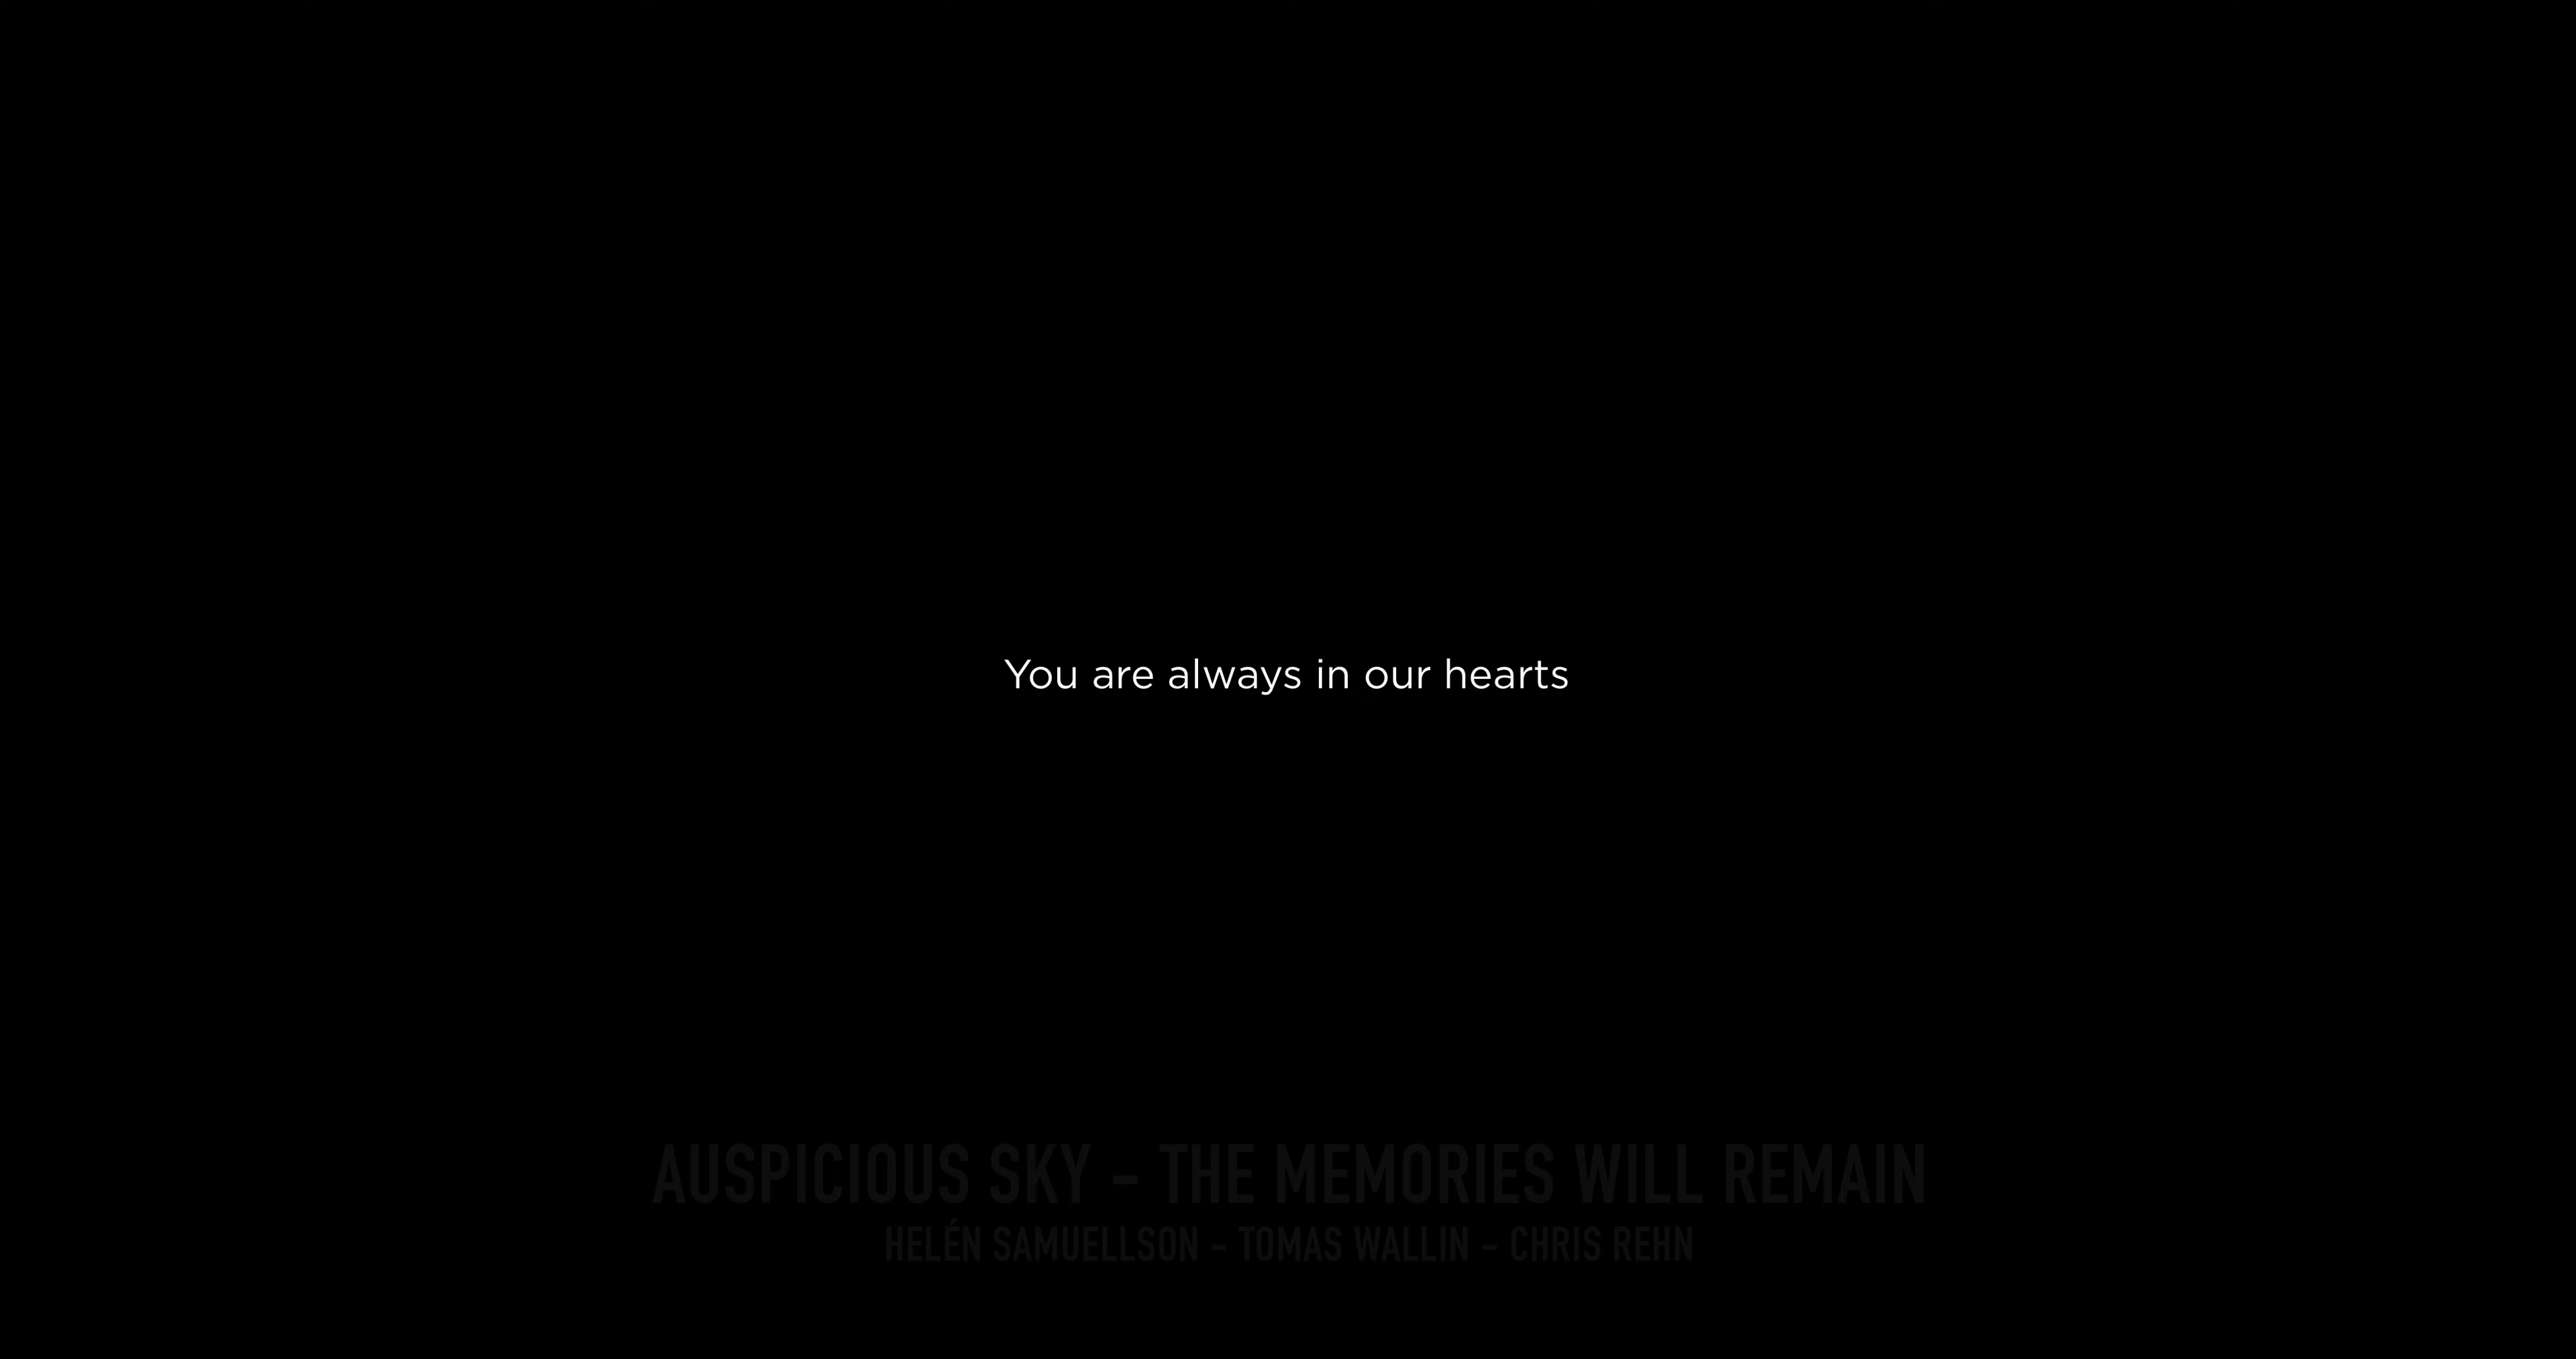 You are always in our hearts
AUSPICIOUS SKY - THE MEMORIES WILL REMAIN
HELÉN SAMUELLSON - TOMAS WALLIN - CHRIS REHN